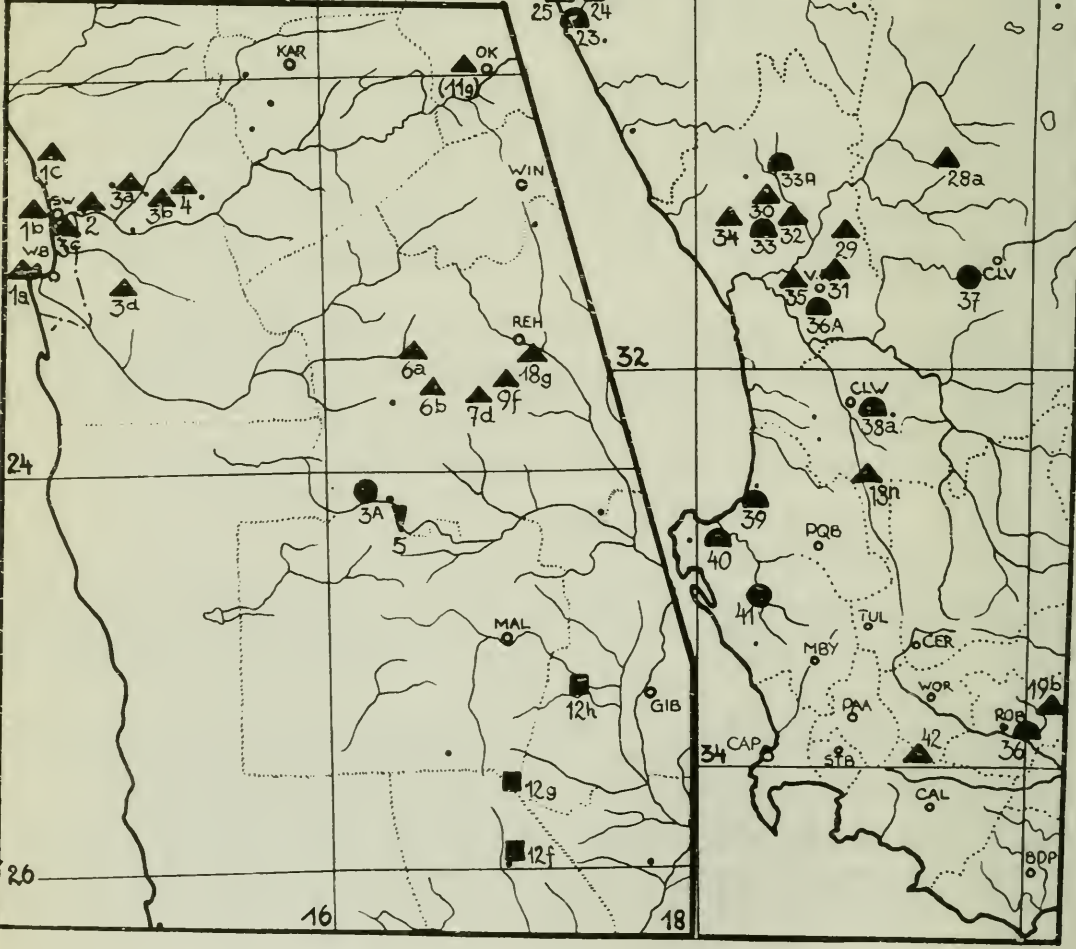 25 24
23.
KAR
OK
(11g)
1c
SW
3a
3b
4
WIN
1b
2
3c
W.B
1a
3d
33A
28a
30
34
33
32
29
V.
35
31
CLV
37
36A
REH
6a
18g
6b
7d
9f
32
CLW
38a
24
3A
5
18h
39
40
PQB
41
TUL
MAL
MBY
CER
12h
GIB
PAA
WOR
19b
ROB
36
34
CAP
STB
42
12g
CAL
12f
BDP
26
16
18